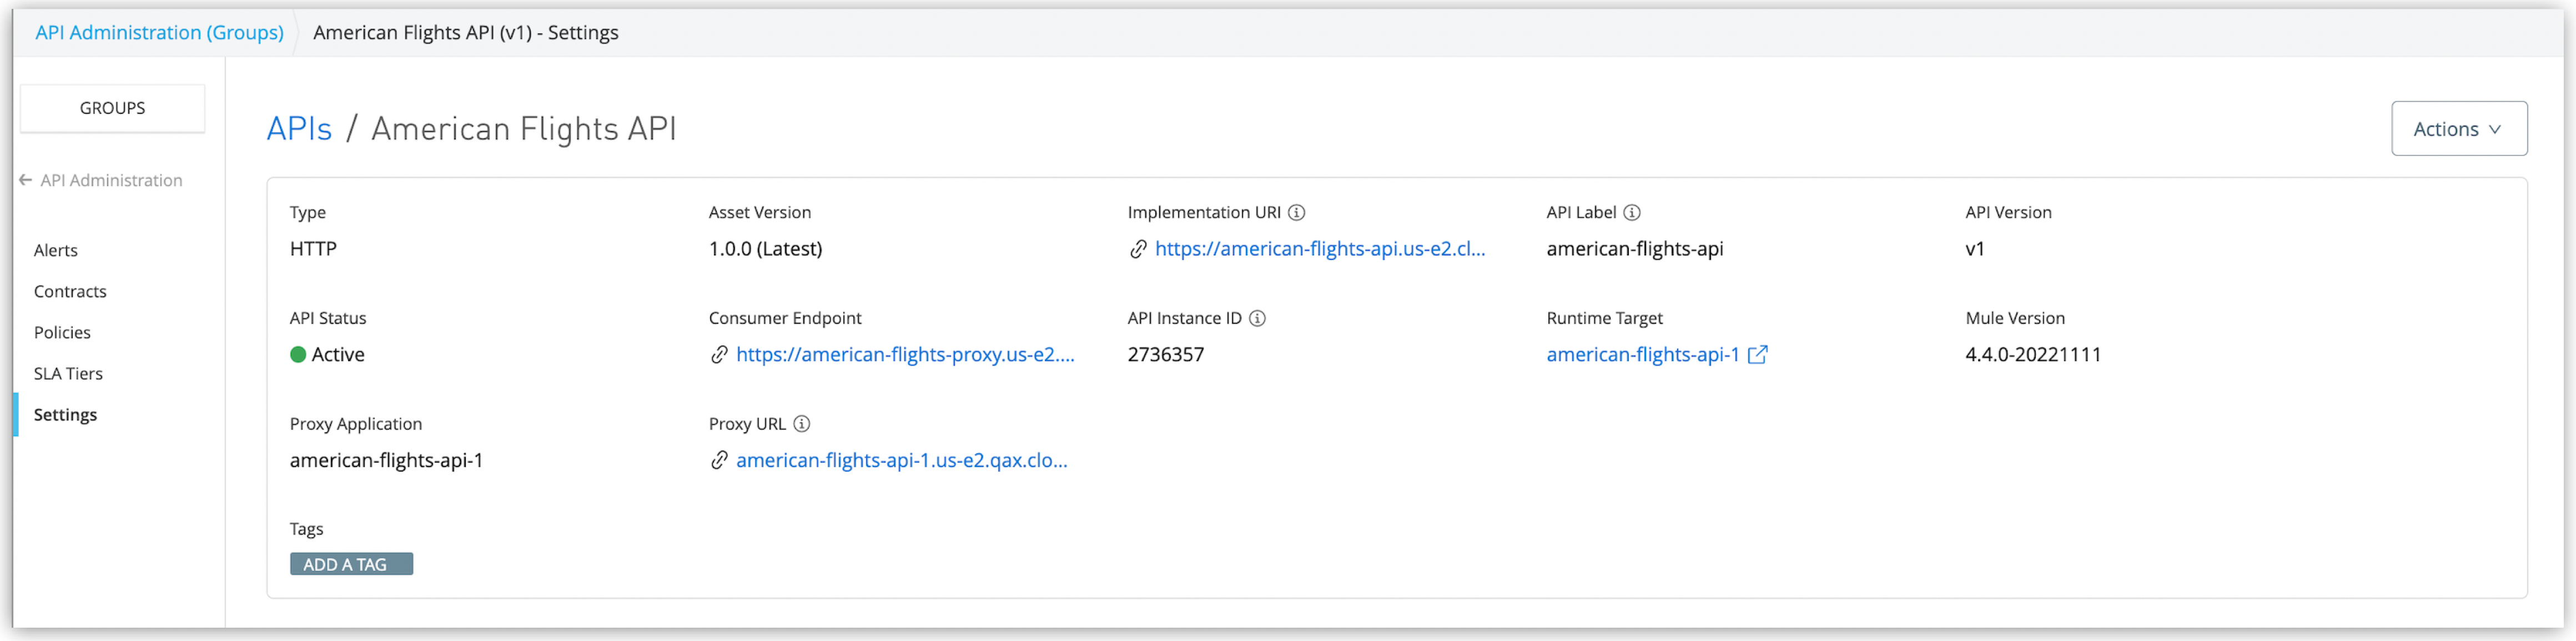 API Administration (Groups)
American Flights API (v1) - Settings
GROUPS
API Administration
Alerts
Contracts
Policies
SLA Tiers
Settings
APIs / American Flights API
Actions
Type
Asset Version
Implementation URI
API Label
API Version
HTTP
1.0.0 (Latest)
https://american-flights-api.us-e2.cl...
american-flights-api
v1
API Status
Consumer Endpoint
API Instance ID
Runtime Target
Mule Version
Active
https://american-flights-proxy.us-e2....
2736357
american-flights-api-1
4.4.0-20221111
Proxy Application
Proxy URL
american-flights-api-1
american-flights-api-1.us-e2.qax.clo...
Tags
ADD A TAG